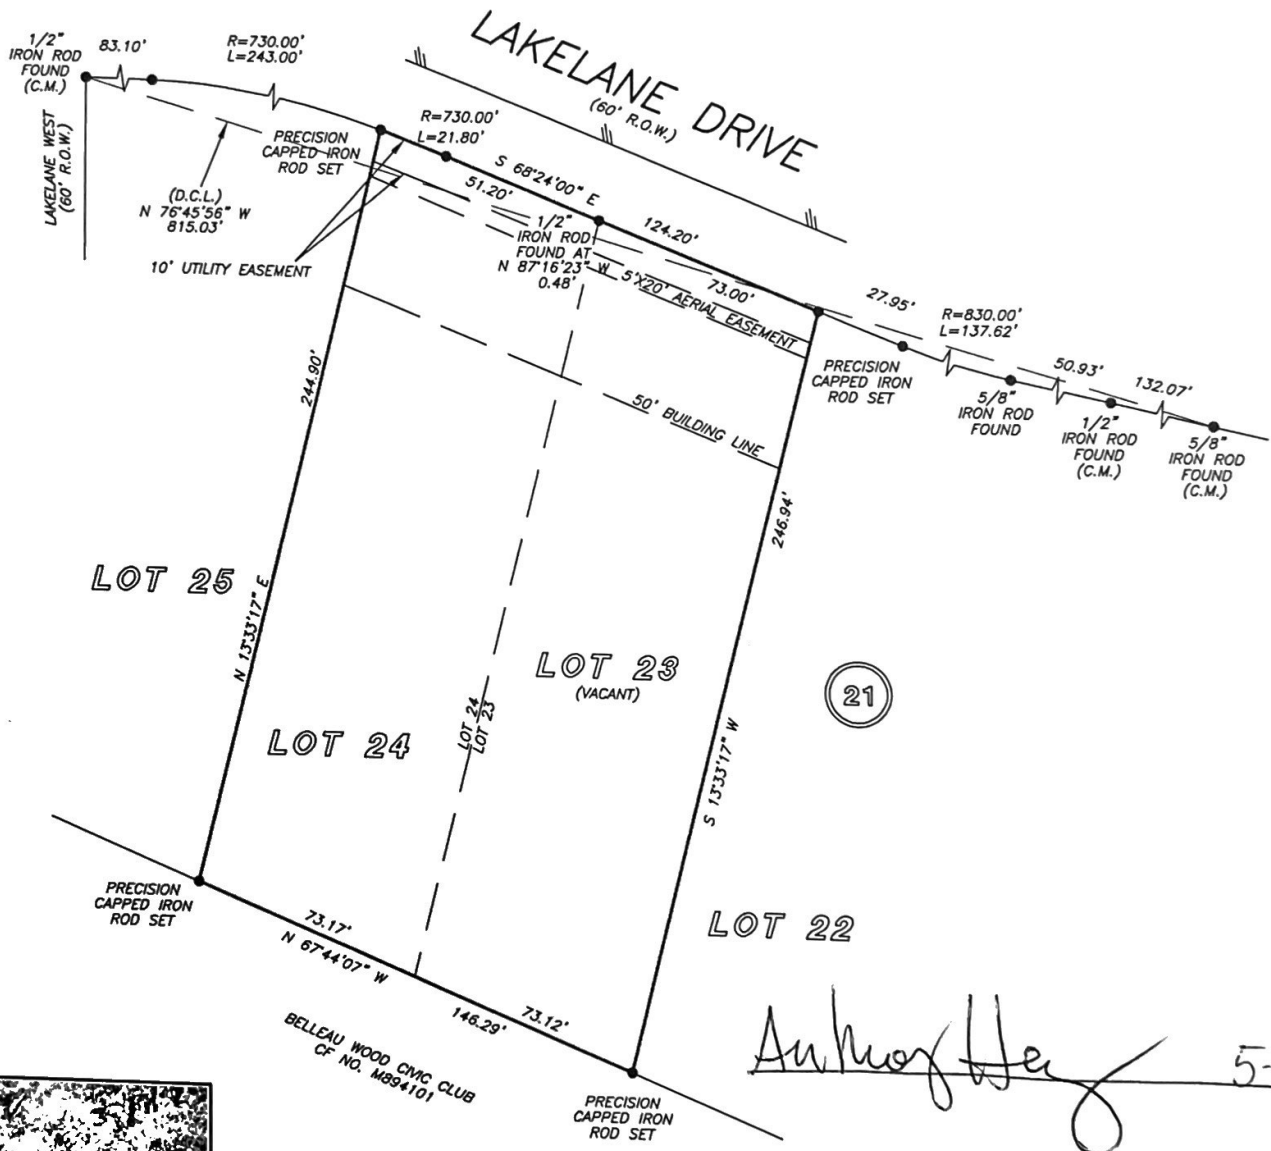 LAKELANE DRIVE
(60' R.O.W.)
1/2"
IRON ROD
FOUND
(C.M.)
83.10'
R=730.00'
L=243.00'
LAKELANE WEST
(60' R.O.W.)
(D.C.L.)
N 76°45'56" W
815.03'
PRECISION
CAPPED IRON
ROD SET
R=730.00'
L=21.80'
S 68°24'00" E
51.20'
124.20'
10' UTILITY EASEMENT
1/2"
IRON ROD
FOUND AT
N 87°16'23" W
0.48'
73.00'
5'X20' AERIAL EASEMENT
27.95'
R=830.00'
L=137.62'
50.93'
132.07'
PRECISION
CAPPED IRON
ROD SET
5/8"
IRON ROD
FOUND
1/2"
IRON ROD
FOUND
(C.M.)
5/8"
IRON ROD
FOUND
(C.M.)
50' BUILDING LINE
244.90'
N 13°33'17" E
246.94'
S 13°33'17" W
LOT 25
LOT 23
(VACANT)
21
LOT 24
LOT 24
LOT 23
LOT 22
PRECISION
CAPPED IRON
ROD SET
73.17'
N 67°44'07" W
146.29'
73.12'
BELLEAU WOOD CIVIC CLUB
CF NO. M894101
PRECISION
CAPPED IRON
ROD SET
5-